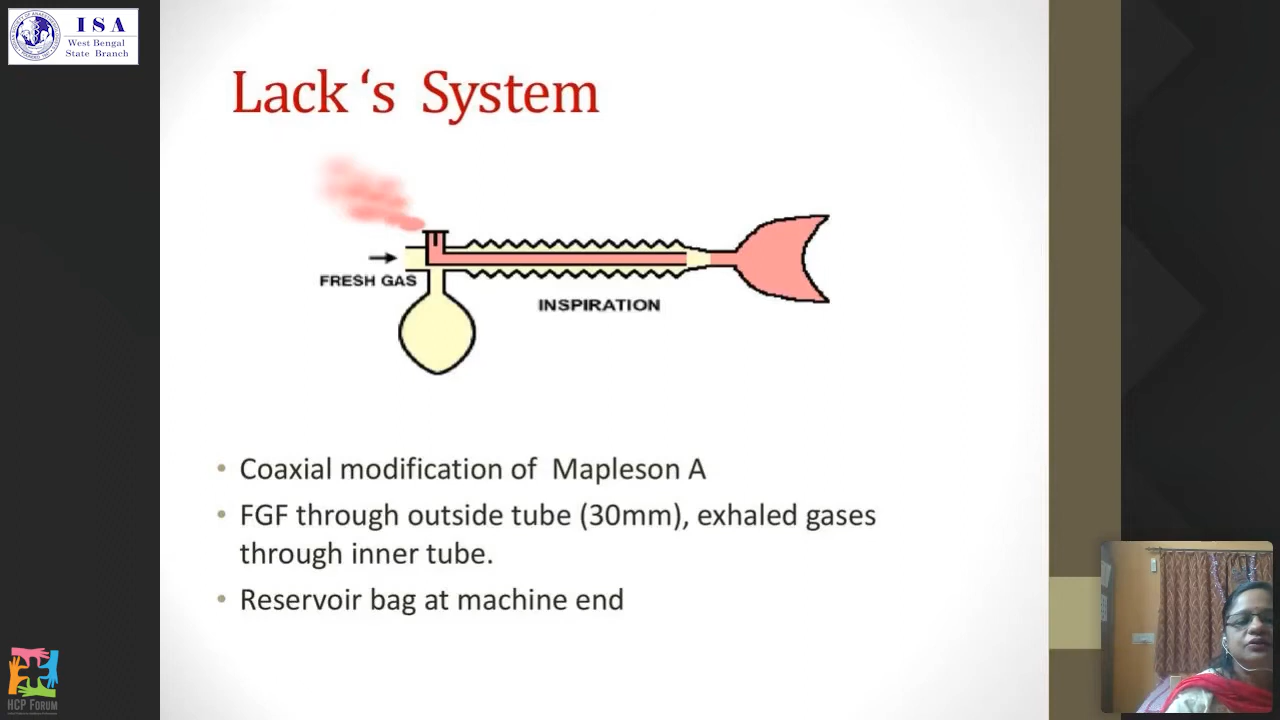 I S A
West Bengal
State Branch
Lack ‘s System
FRESH GAS
INSPIRATION
• Coaxial modification of Mapleson A
• FGF through outside tube (30mm), exhaled gases
through inner tube.
• Reservoir bag at machine end
HCP FORUM